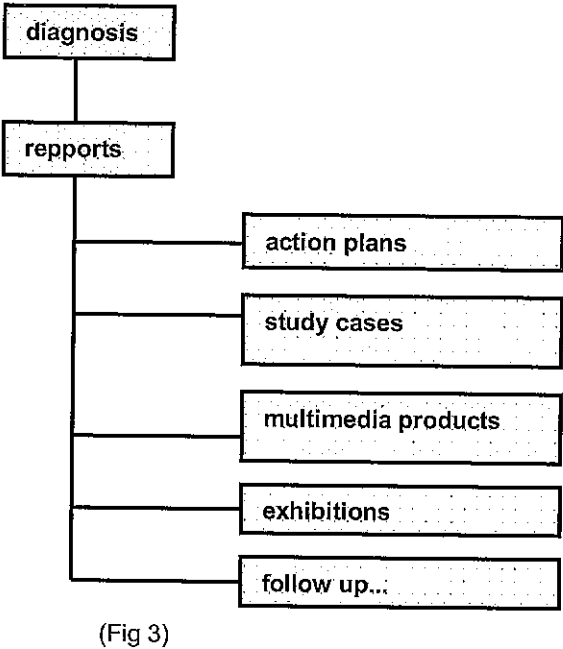 diagnosis
repports
action plans
study cases
multimedia products
exhibitions
follow up...
(Fig 3)